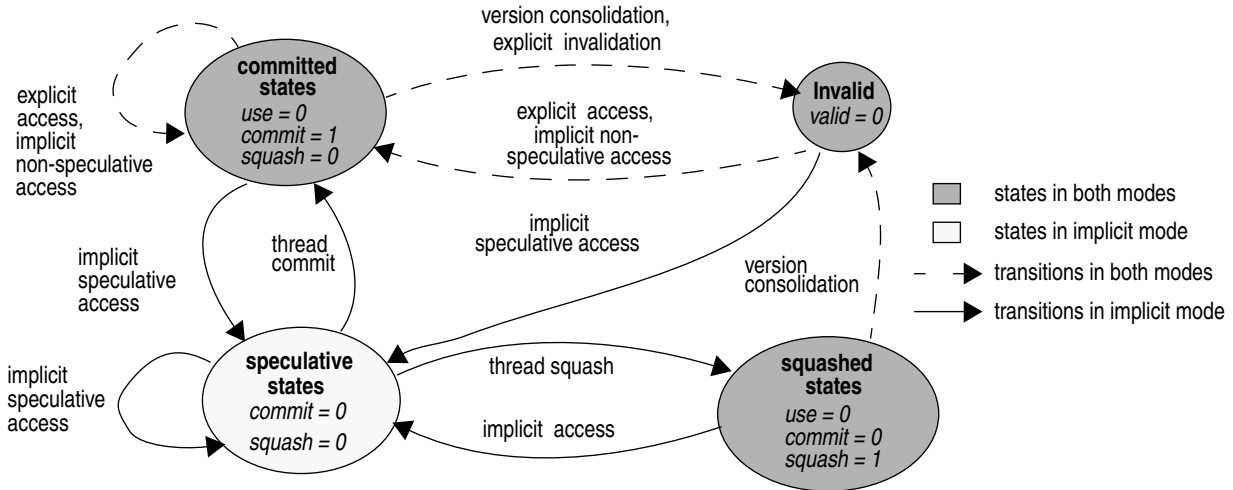 version consolidation,
explicit invalidation
committed
states
use = 0
commit = 1
squash = 0
Invalid
valid = 0
explicit
access,
implicit
non-speculative
access
explicit access,
implicit non-
speculative access
states in both modes
states in implicit mode
transitions in both modes
transitions in implicit mode
implicit
speculative
access
thread
commit
implicit
speculative access
version
consolidation
implicit
speculative
access
speculative
states
commit = 0
squash = 0
thread squash
implicit access
squashed
states
use = 0
commit = 0
squash = 1